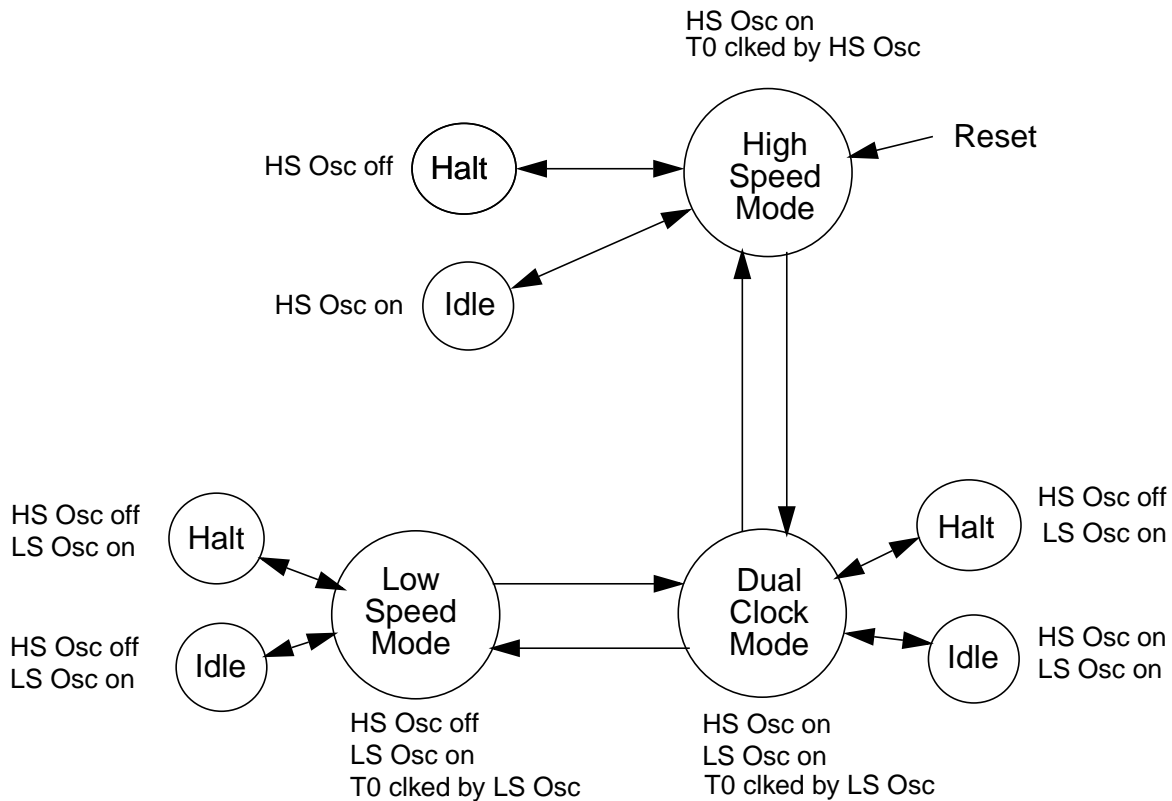 HS Osc on
T0 clked by HS Osc
High
Speed
Mode
Reset
HS Osc off
Halt
HS Osc on
Idle
HS Osc off
LS Osc on
Halt
HS Osc off
LS Osc on
Idle
Low
Speed
Mode
HS Osc off
LS Osc on
T0 clked by LS Osc
Dual
Clock
Mode
HS Osc on
LS Osc on
T0 clked by LS Osc
Halt
HS Osc off
LS Osc on
Idle
HS Osc on
LS Osc on